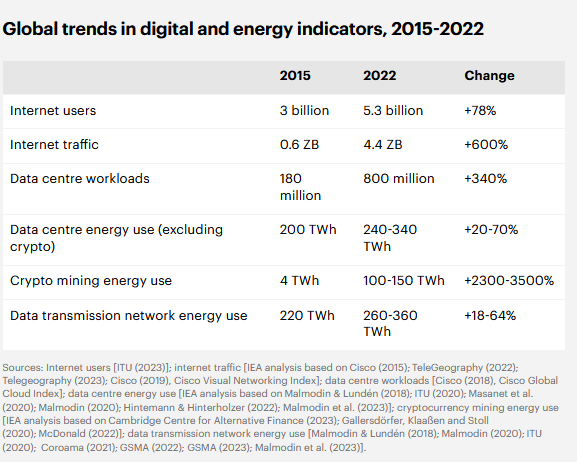 Global trends in digital and energy indicators, 2015-2022
2015 2022 Change
Internet users 3 billion 5.3 billion +78%
Internet traffic 0.6 ZB 4.4 ZB +600%
Data centre workloads 180 million 800 million +340%
Data centre energy use (excluding crypto) 200 TWh 240-340 TWh +20-70%
Crypto mining energy use 4 TWh 100-150 TWh +2300-3500%
Data transmission network energy use 220 TWh 260-360 TWh +18-64%
Sources: Internet users [ITU (2023)]; internet traffic [IEA analysis based on Cisco (2015); TeleGeography (2022);
Telegeography (2023); Cisco (2019), Cisco Visual Networking Index]; data centre workloads [Cisco (2018), Cisco Global
Cloud Index]; data centre energy use [IEA analysis based on Malmodin & Lundén (2018); ITU (2020); Masanet et al.
(2020); Malmodin (2020); Hintemann & Hinterholzer (2022); Malmodin et al. (2023)]; cryptocurrency mining energy use
[IEA analysis based on Cambridge Centre for Alternative Finance (2023); Gallersdörfer, Klaaßen and Stoll
(2020); McDonald (2022)]; data transmission network energy use [Malmodin & Lundén (2018); Malmodin (2020); ITU
(2020); Coroama (2021); GSMA (2022); GSMA (2023); Malmodin et al. (2023)].